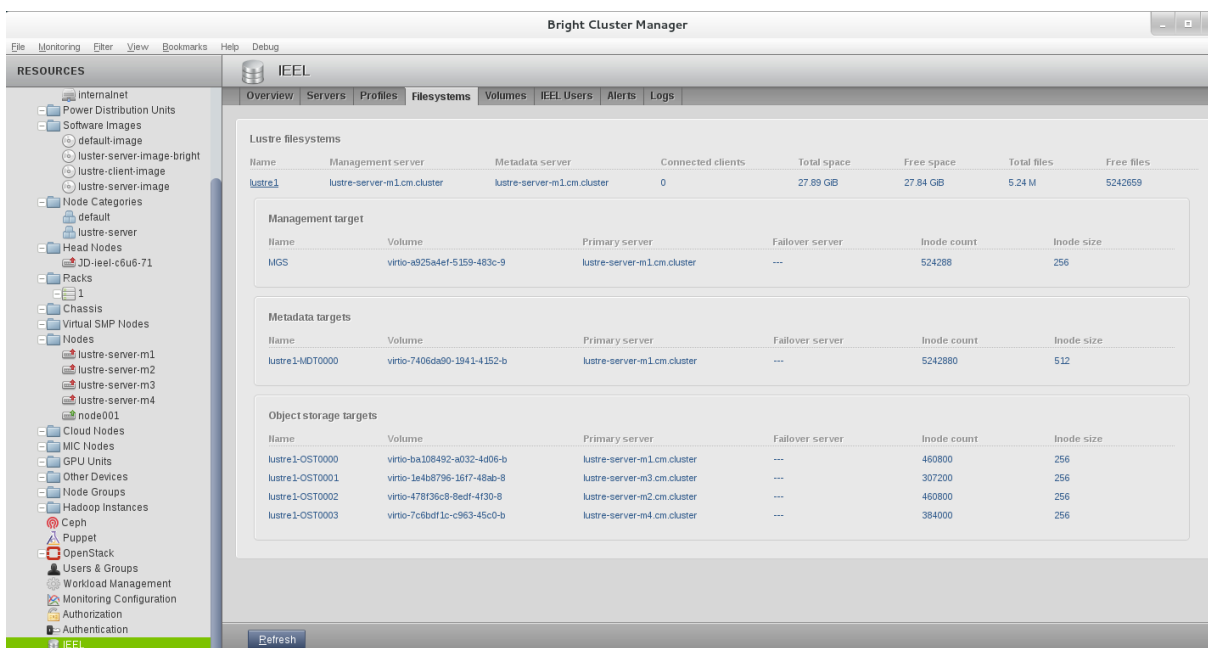 Bright Cluster Manager
File Monitoring Filter View Bookmarks Help Debug
RESOURCES
internalnet
Power Distribution Units
Software Images
default-image
luster-server-image-bright
lustre-client-image
lustre-server-image
Node Categories
default
lustre-server
Head Nodes
JD-ieel-c6u6-71
Racks
1
Chassis
Virtual SMP Nodes
Nodes
lustre-server-m1
lustre-server-m2
lustre-server-m3
lustre-server-m4
node001
Cloud Nodes
MIC Nodes
GPU Units
Other Devices
Node Groups
Hadoop Instances
Ceph
Puppet
OpenStack
Users & Groups
Workload Management
Monitoring Configuration
Authorization
Authentication
IEEL
IEEL
Overview Servers Profiles Filesystems Volumes IEEL Users Alerts Logs
Lustre filesystems
Name Management server Metadata server Connected clients Total space Free space Total files Free files
lustre1 lustre-server-m1.cm.cluster lustre-server-m1.cm.cluster 0 27.89 GiB 27.84 GiB 5.24 M 5242659
Management target
Name Volume Primary server Failover server Inode count Inode size
MGS virtio-a925a4ef-5159-483c-9 lustre-server-m1.cm.cluster --- 524288 256
Metadata targets
Name Volume Primary server Failover server Inode count Inode size
lustre1-MDT0000 virtio-7406da90-1941-4152-b lustre-server-m1.cm.cluster --- 5242880 512
Object storage targets
Name Volume Primary server Failover server Inode count Inode size
lustre1-OST0000 virtio-ba108492-a032-4d06-b lustre-server-m1.cm.cluster --- 460800 256
lustre1-OST0001 virtio-1e4b8796-16f7-48ab-8 lustre-server-m3.cm.cluster --- 307200 256
lustre1-OST0002 virtio-478f36c8-8edf-4f30-8 lustre-server-m2.cm.cluster --- 460800 256
lustre1-OST0003 virtio-7c6bdf1c-c963-45c0-b lustre-server-m4.cm.cluster --- 384000 256
Refresh